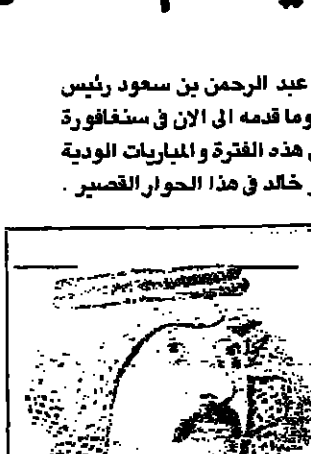 عبد الرحمن بن سعود رئيس
وما قدمه الى الان في سنغافورة
هذه الفترة والمباريات الودية
خالد في هذا الحوار القصير .